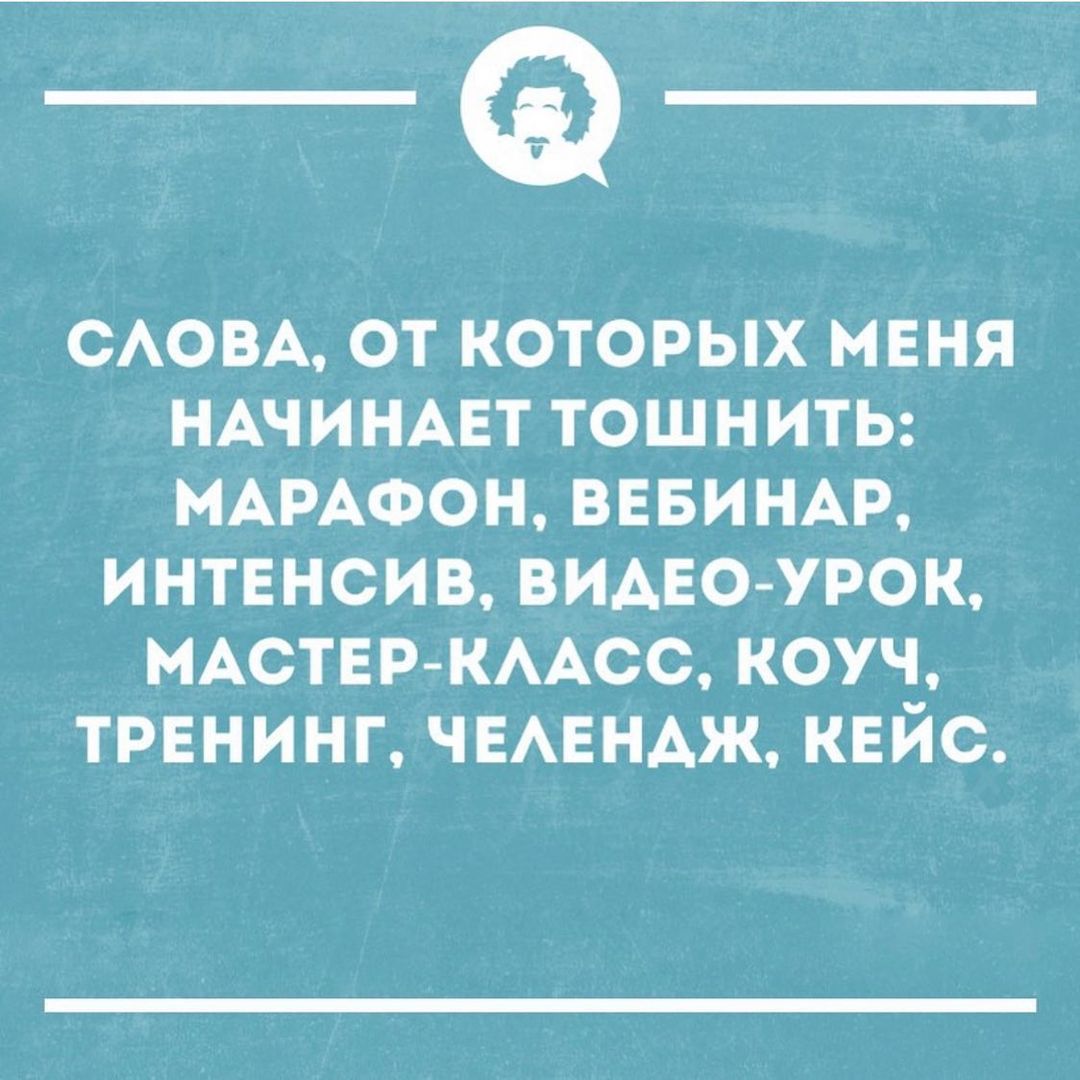 СЛОВА, ОТ КОТОРЫХ МЕНЯ
НАЧИНАЕТ ТОШНИТЬ:
МАРАФОН, ВЕБИНАР,
ИНТЕНСИВ, ВИДЕО-УРОК,
МАСТЕР-КЛАСС, КОУЧ,
ТРЕНИНГ, ЧЕЛЕНДЖ, КЕЙС.